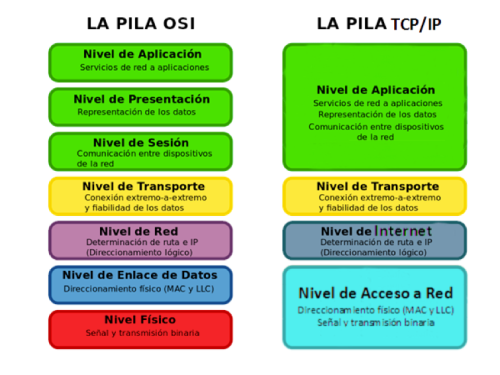 LA PILA OSI
Nivel de Aplicación
Servicios de red a aplicaciones
Nivel de Presentación
Representación de los datos
Nivel de Sesión
Comunicación entre dispositivos
de la red
Nivel de Transporte
Conexión extremo-a-extremo
y fiabilidad de los datos
Nivel de Red
Determinación de ruta e IP
(Direccionamiento lógico)
Nivel de Enlace de Datos
Direccionamiento físico (MAC y LLC)
Nivel Físico
Señal y transmisión binaria
LA PILA TCP/IP
Nivel de Aplicación
Servicios de red a aplicaciones
Representación de los datos
Comunicación entre dispositivos
de la red
Nivel de Transporte
Conexión extremo-a-extremo
y fiabilidad de los datos
Nivel de Internet
Determinación de ruta e IP
(Direccionamiento lógico)
Nivel de Acceso a Red
Direccionamiento físico (MAC y LLC)
Señal y transmisión binaria